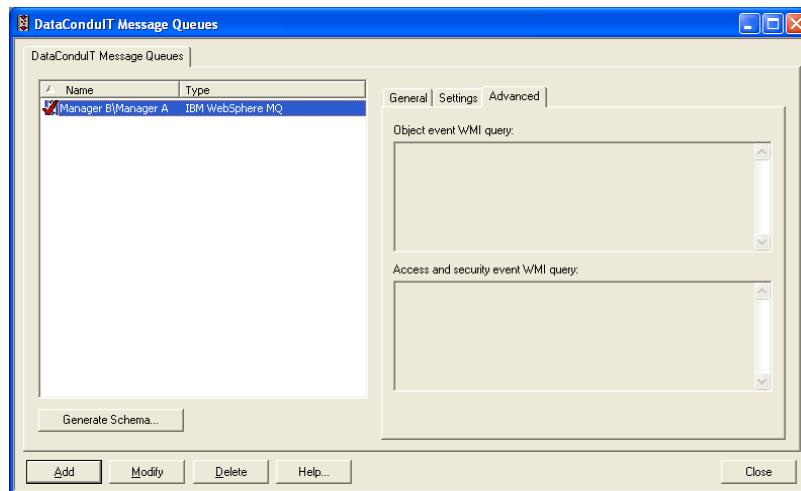 DataConduIT Message Queues
DataConduIT Message Queues
Name Type
Manager B\Manager A IBM WebSphere MQ
General Settings Advanced
Object event WMI query:
Access and security event WMI query:
Generate Schema...
Add Modify Delete Help... Close